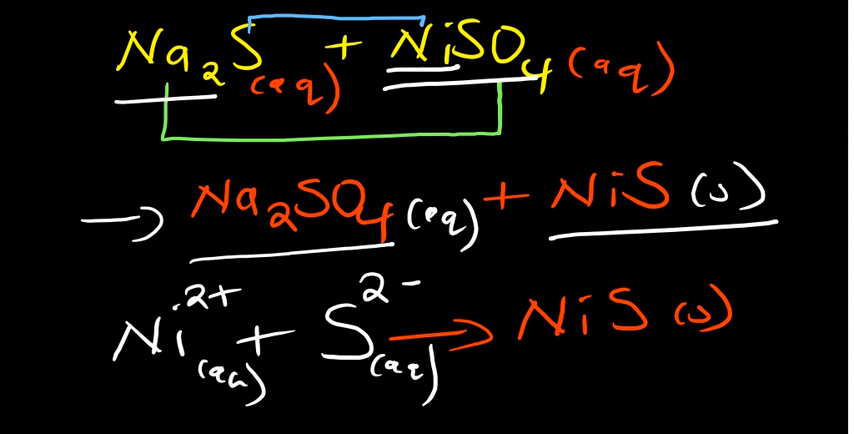 Na₂S(aq) + NiSO₄(aq)
→ Na₂SO₄(aq) + NiS(s)
Ni²⁺(aq) + S²⁻(aq) → NiS(s)